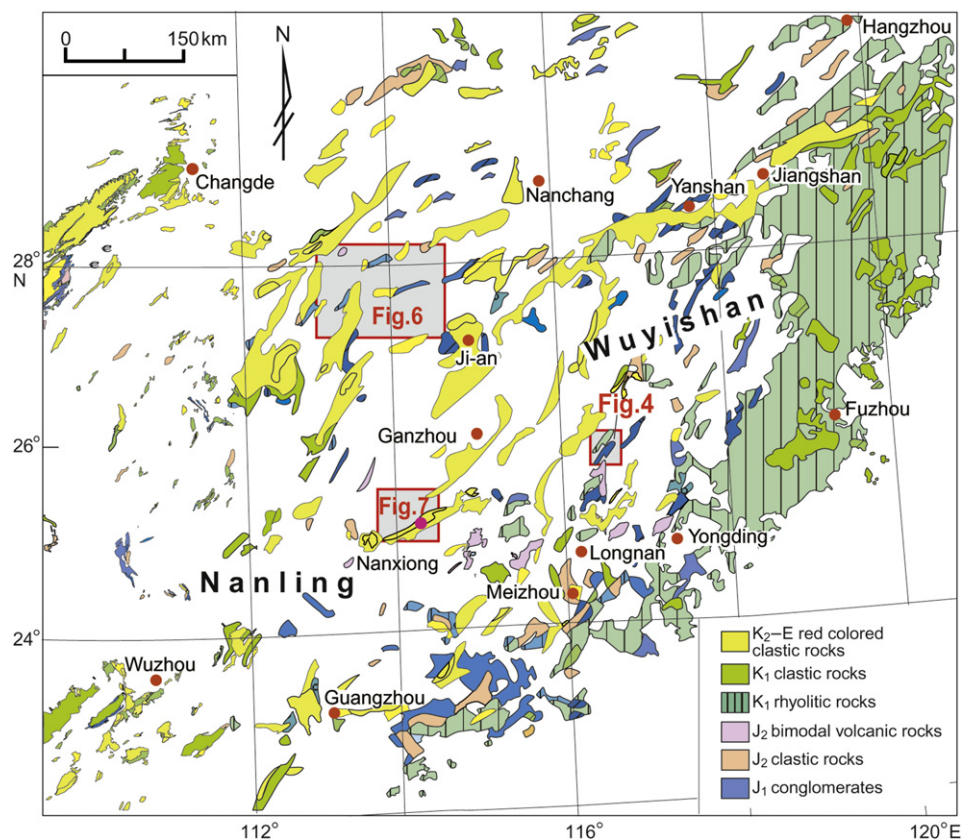 0 150 km
N
Hangzhou
Changde
Nanchang
Yanshan
Jiangshan
28°
N
Fig.6
Wuyishan
Ji-an
Fig.4
Fuzhou
Ganzhou
26°
Fig.7
Nanxiong
Longnan
Yongding
Nanling
Meizhou
24°
Wuzhou
Guangzhou
K₂–E red colored
clastic rocks
K₁ clastic rocks
K₁ rhyolitic rocks
J₂ bimodal volcanic rocks
J₂ clastic rocks
J₁ conglomerates
112° 116° 120°E